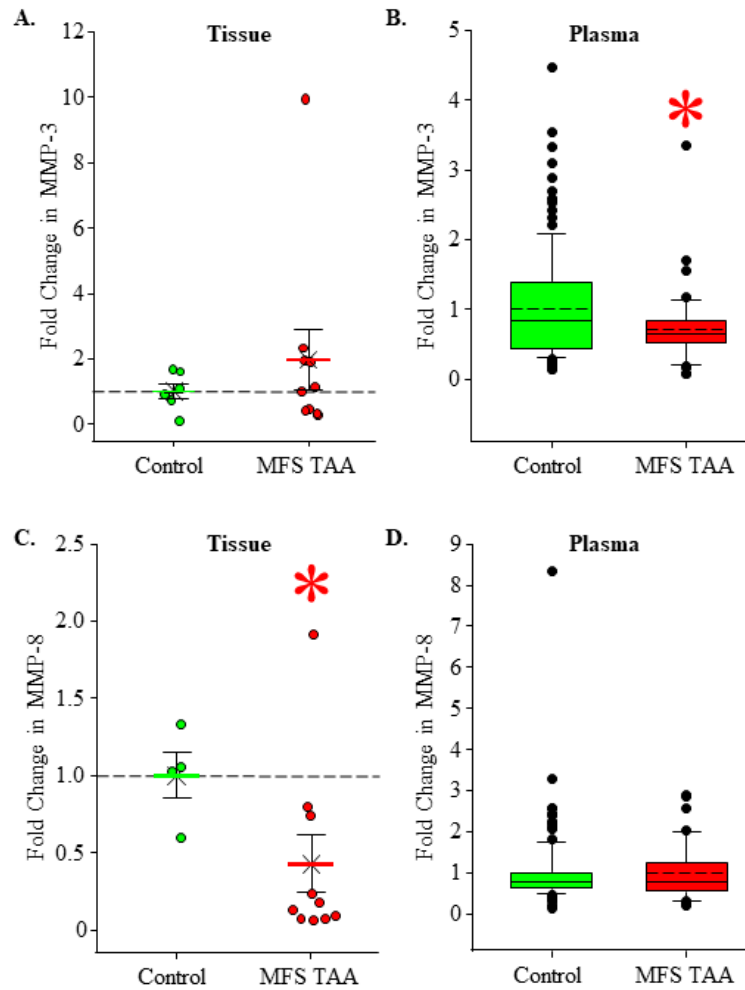 A.
Tissue
Fold Change in MMP-3
12
10
8
6
4
2
0
Control
MFS TAA
B.
Plasma
Fold Change in MMP-3
5
4
3
2
1
0
*
Control
MFS TAA
C.
Tissue
Fold Change in MMP-8
2.5
2.0
1.5
1.0
0.5
0
*
Control
MFS TAA
D.
Plasma
Fold Change in MMP-8
9
8
7
6
5
4
3
2
1
0
Control
MFS TAA